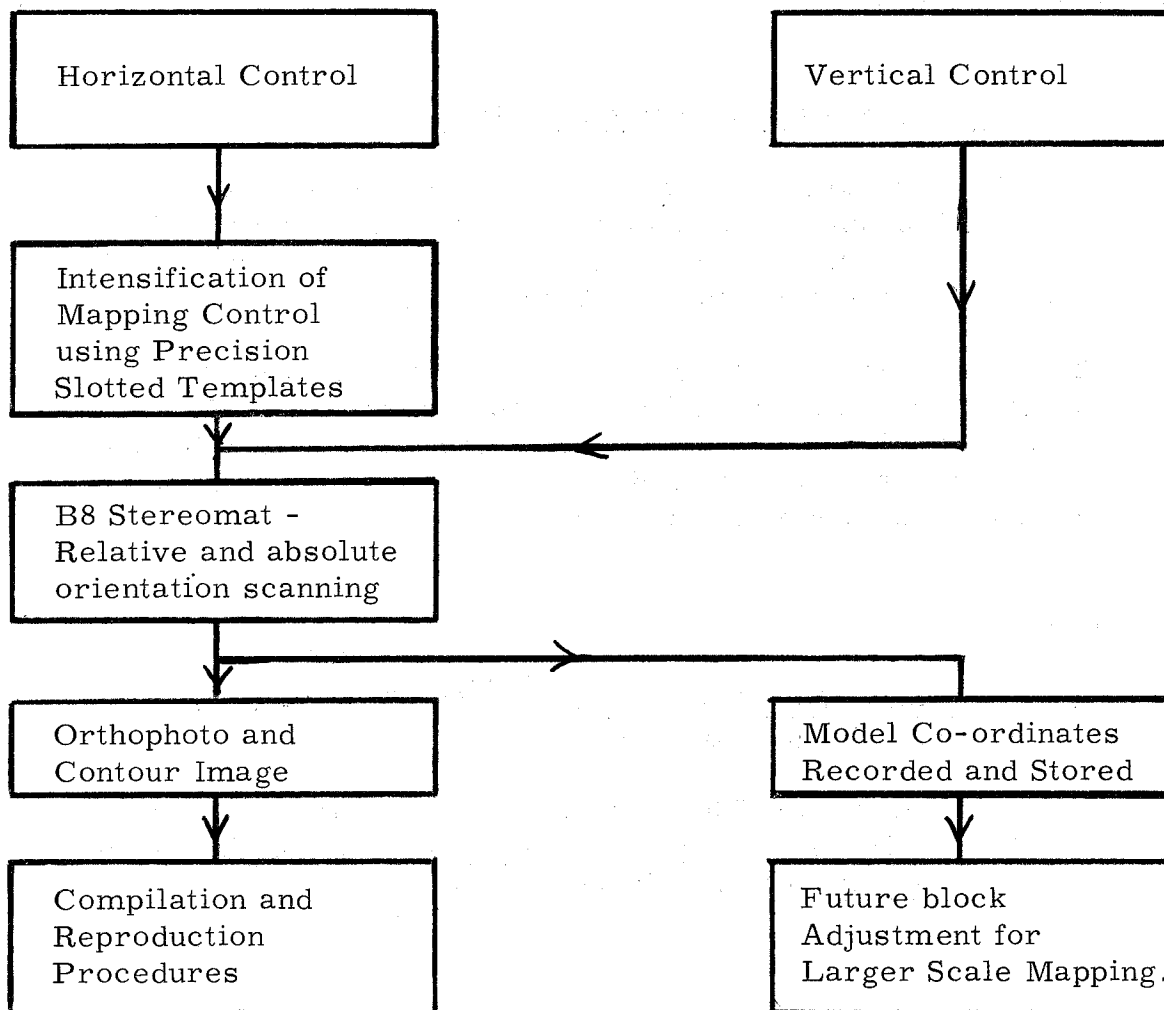 Horizontal Control
Vertical Control
Intensification of
Mapping Control
using Precision
Slotted Templates
B8 Stereomat -
Relative and absolute
orientation scanning
Orthophoto and
Contour Image
Model Co-ordinates
Recorded and Stored
Compilation and
Reproduction
Procedures
Future block
Adjustment for
Larger Scale Mapping.